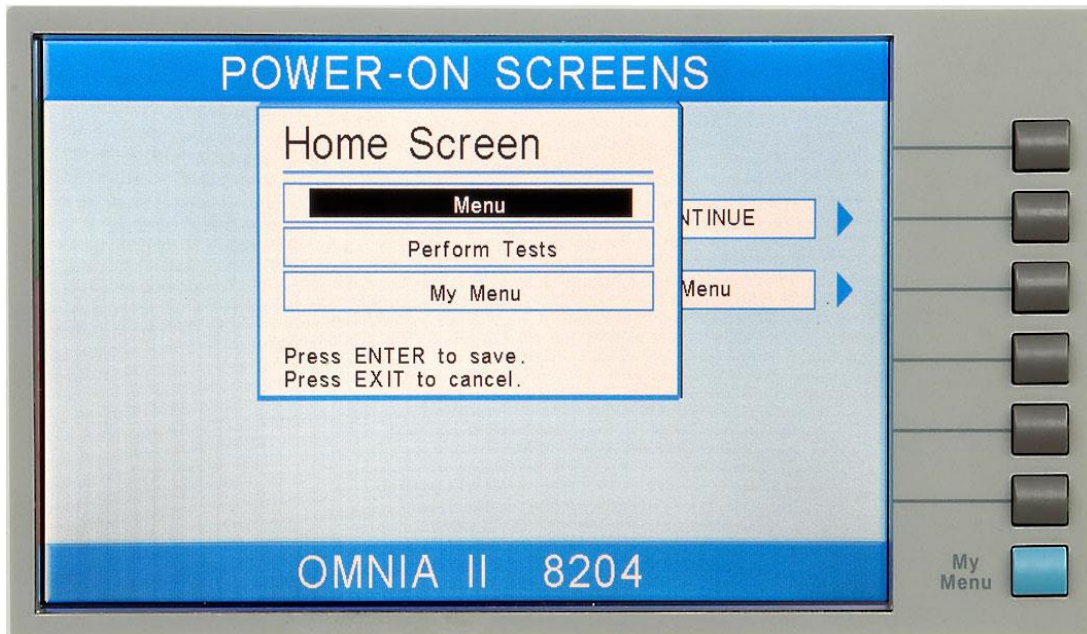 POWER-ON SCREENS
Home Screen
Menu
Perform Tests
My Menu
Press ENTER to save.
Press EXIT to cancel.
NTINUE
Menu
OMNIA II 8204
My
Menu